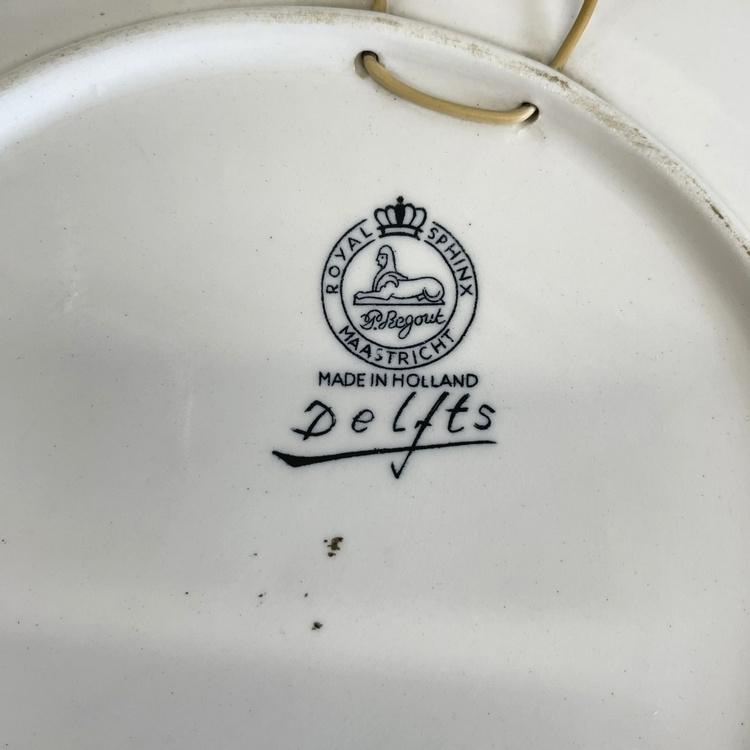 ROYAL SPHINX
P. Regout
MAASTRICHT
MADE IN HOLLAND
Delfts